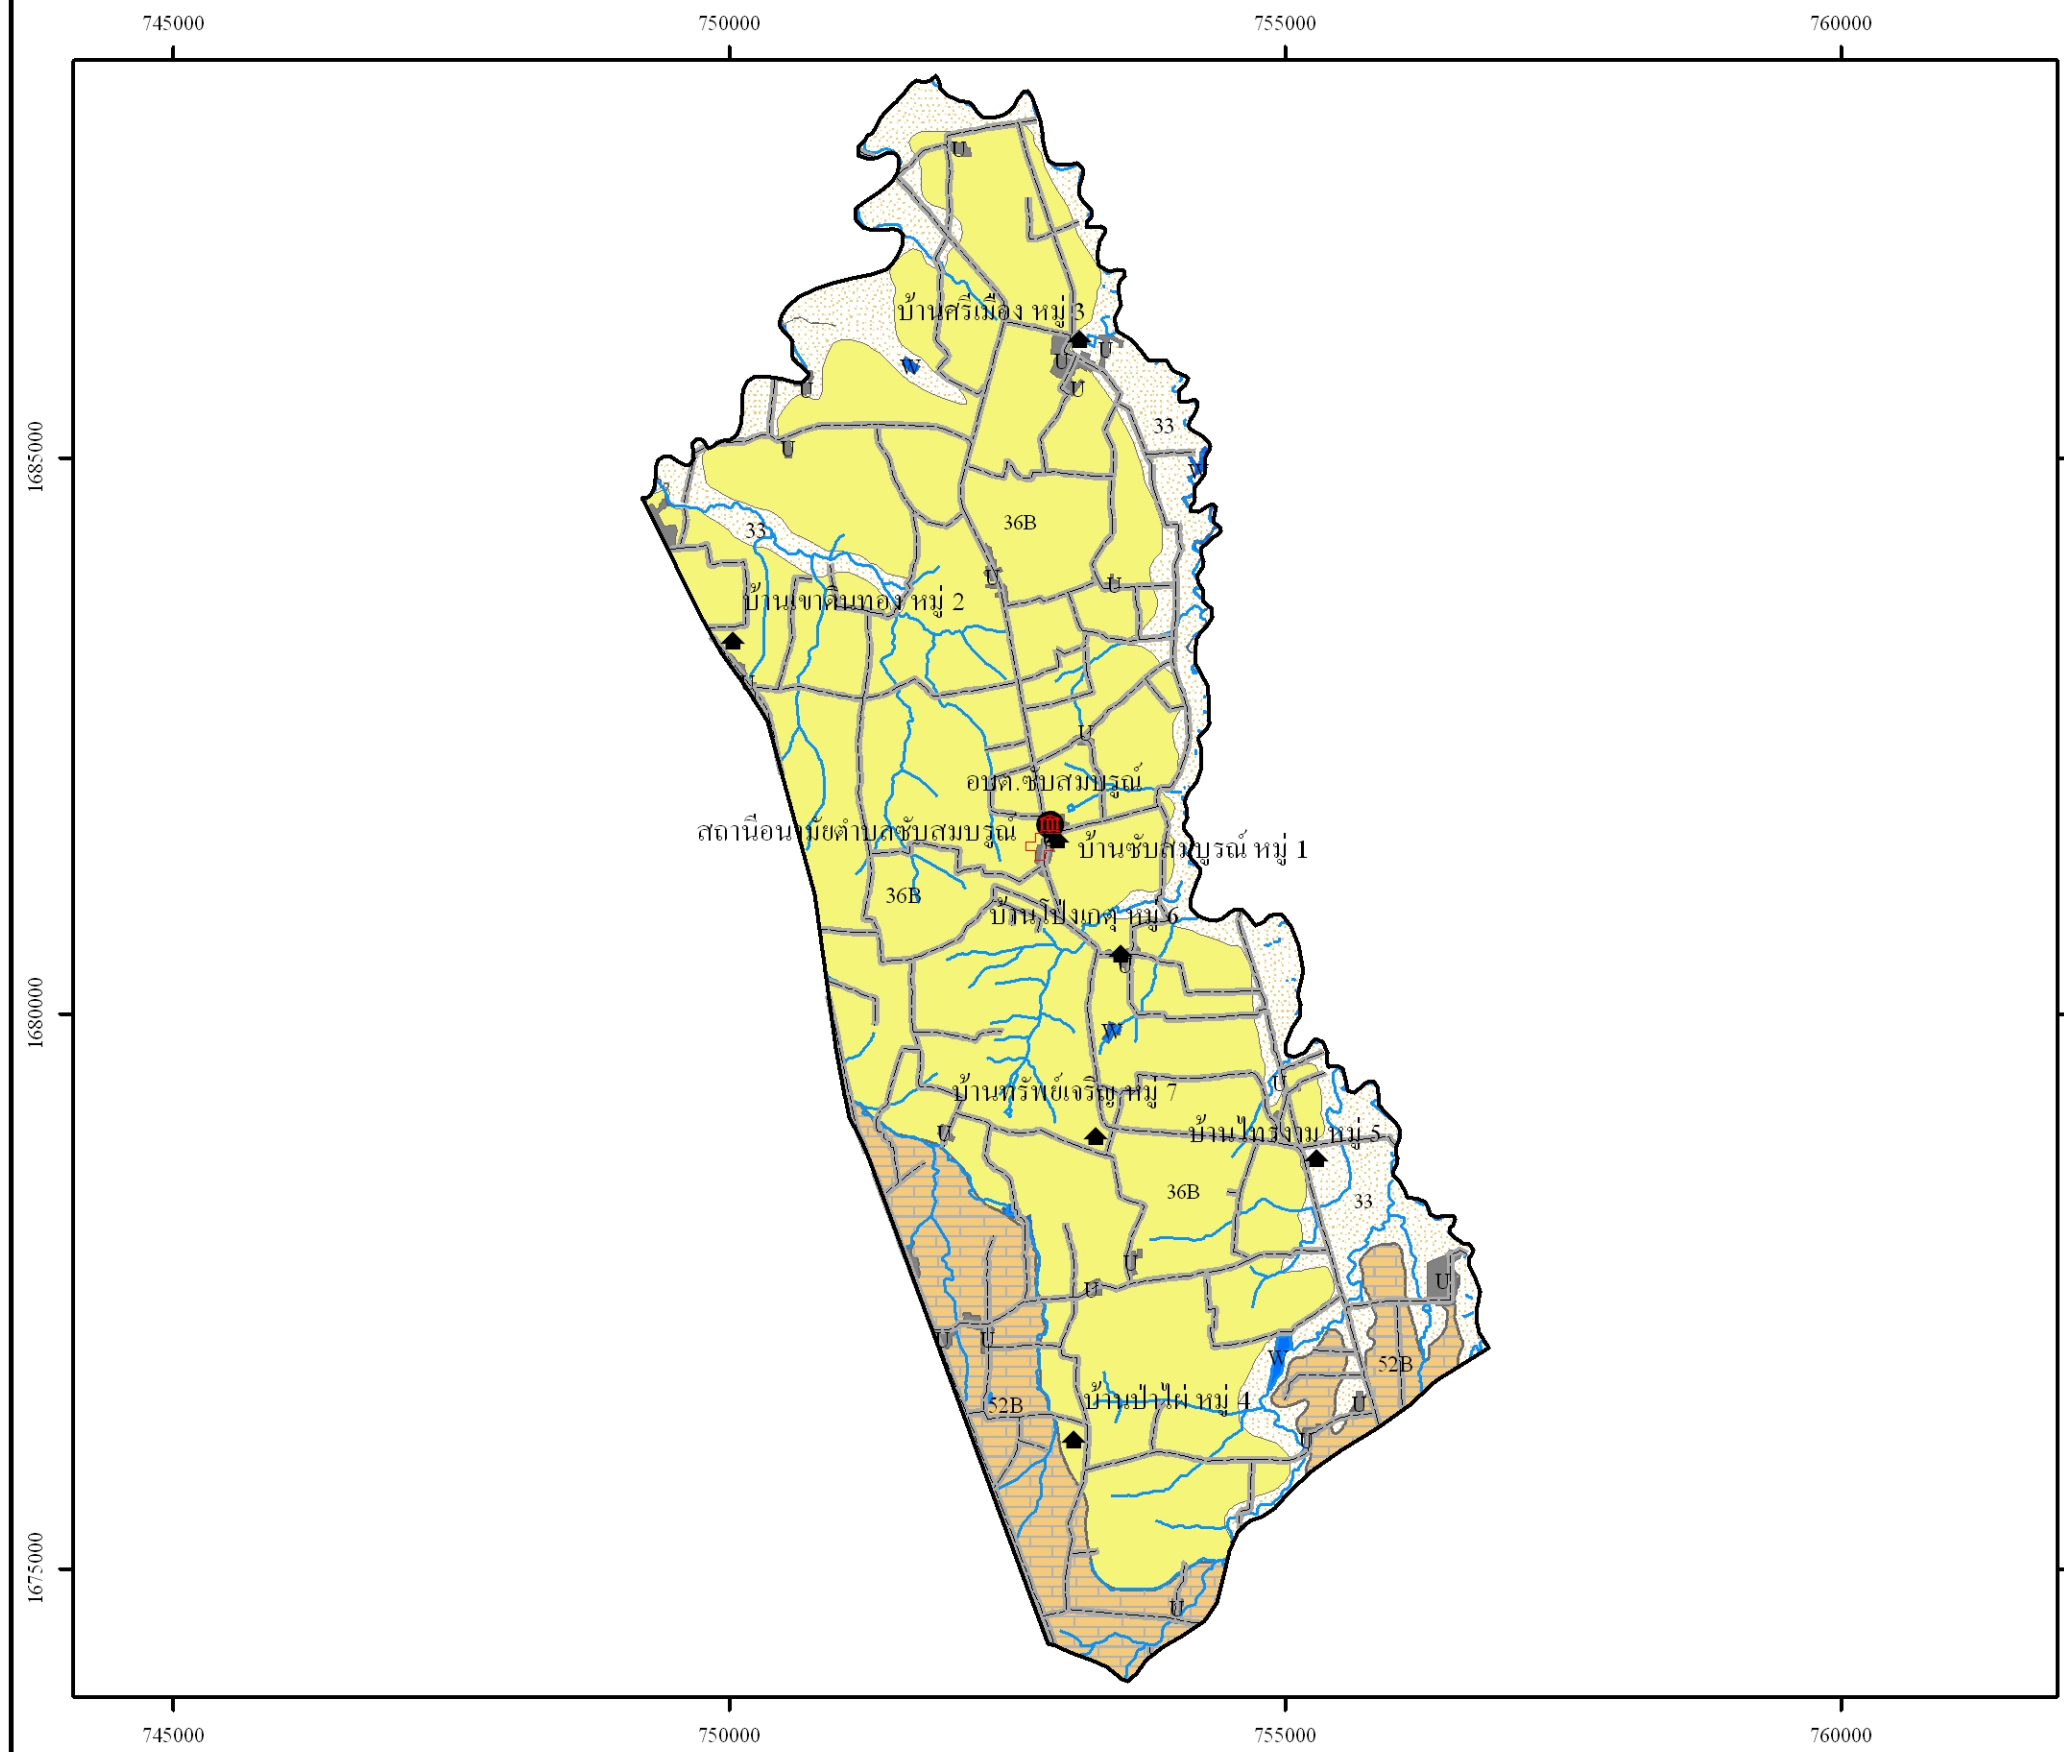 745000 750000 755000 760000
U
บ้านศรีเมือง หมู่ 3
U
U
W
U
U
33
1685000
U
W
36B
33
U
U
บ้านเขาดินทอง หมู่ 2
U
U
อบต.ซับสมบรูณ์
สถานีอนามัยตำบลซับสมบรูณ์
บ้านซับสมบูรณ์ หมู่ 1
36B
บ้านโป่งเกตุ หมู่ 6
U
1680000
W
U
บ้านทรัพย์เจริญ หมู่ 7
U
บ้านไทรงาม หมู่ 5
36B
33
U
U
U
U
U
W
52B
บ้านป่าไผ่ หมู่ 4
52B
U
U
1675000
U
745000 750000 755000 760000